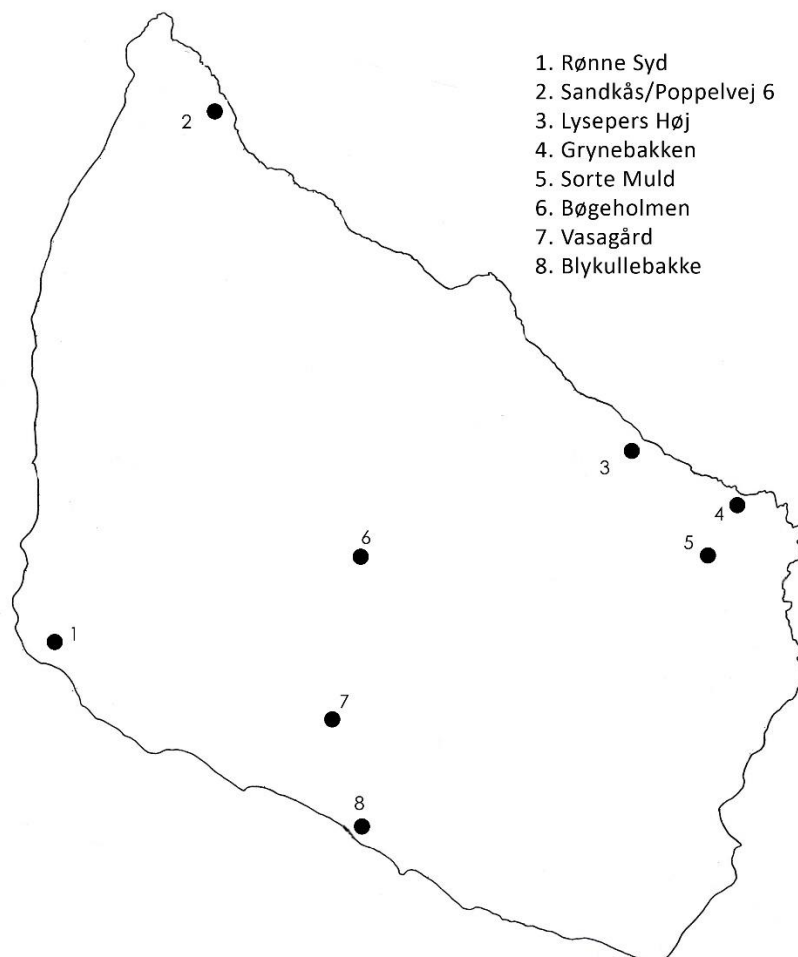 1. Rønne Syd
2. Sandkås/Poppelvej 6
3. Lysepers Høj
4. Grynebakken
5. Sorte Muld
6. Bøgeholmen
7. Vasagård
8. Blykullebakke
2
3
4
5
6
1
7
8